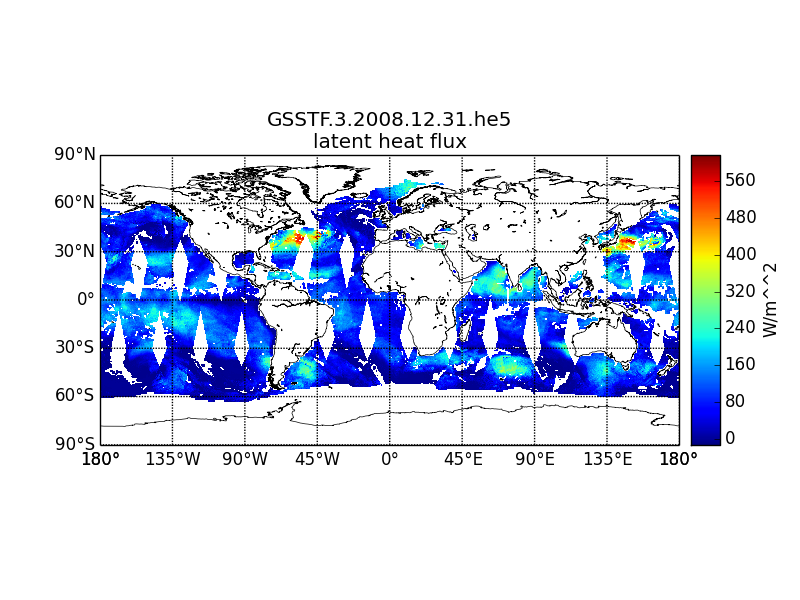 GSSTF.3.2008.12.31.he5
latent heat flux
90°N
60°N
30°N
0°
30°S
60°S
90°S
180° 135°W 90°W 45°W 0° 45°E 90°E 135°E 180°
560
480
400
320
240
160
80
0
W/m^^2